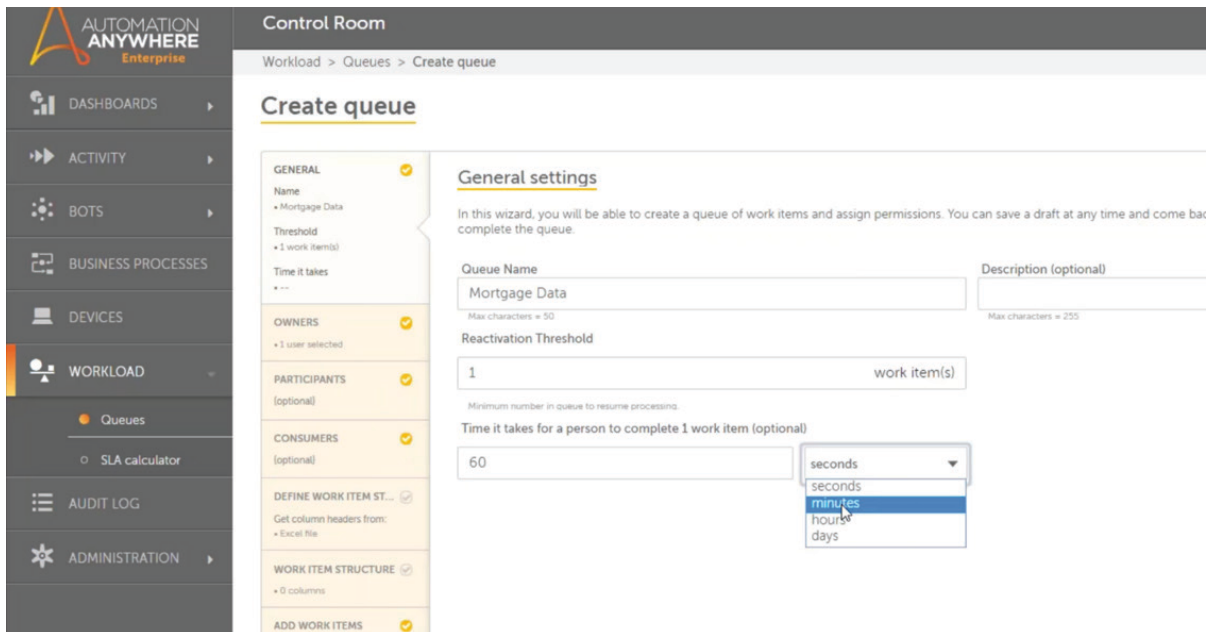 AUTOMATION
ANYWHERE
Enterprise
DASHBOARDS
ACTIVITY
BOTS
BUSINESS PROCESSES
DEVICES
WORKLOAD
Queues
SLA calculator
AUDIT LOG
ADMINISTRATION
Control Room
Workload > Queues > Create queue
Create queue
GENERAL
Name
• Mortgage Data
Threshold
• 1 work item(s)
Time it takes
• --
OWNERS
• 1 user selected
PARTICIPANTS
(optional)
CONSUMERS
(optional)
DEFINE WORK ITEM ST...
Get column headers from:
• Excel file
WORK ITEM STRUCTURE
• 0 columns
ADD WORK ITEMS
General settings
In this wizard, you will be able to create a queue of work items and assign permissions. You can save a draft at any time and come bac
complete the queue.
Queue Name
Mortgage Data
Max characters = 50
Description (optional)
Max characters = 255
Reactivation Threshold
1 work item(s)
Minimum number in queue to resume processing.
Time it takes for a person to complete 1 work item (optional)
60 seconds
seconds
minutes
hours
days